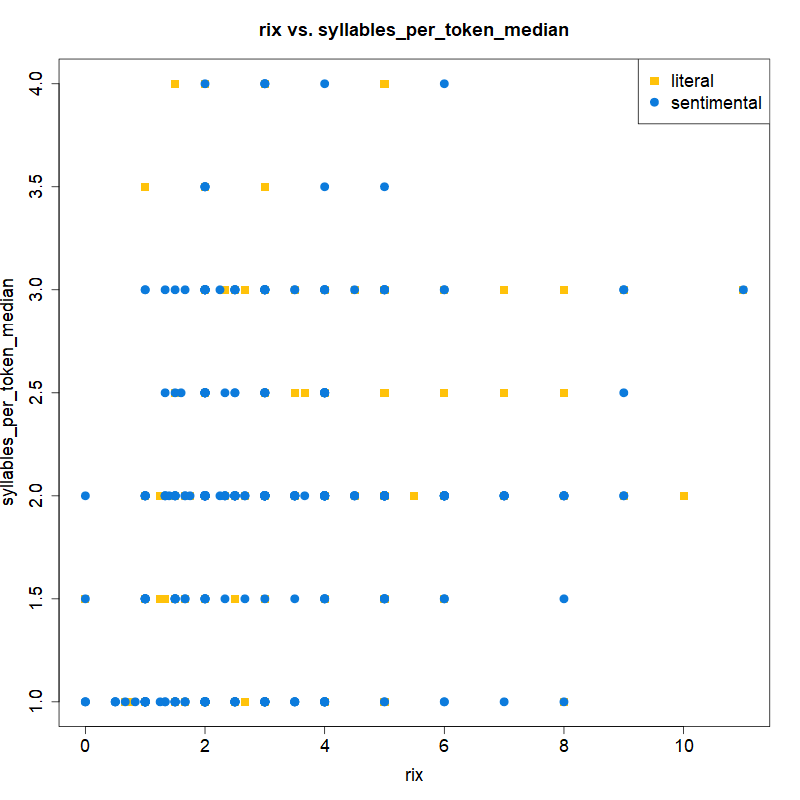 rix vs. syllables_per_token_median
literal
sentimental
syllables_per_token_median
4.0
3.5
3.0
2.5
2.0
1.5
1.0
0 2 4 6 8 10
rix